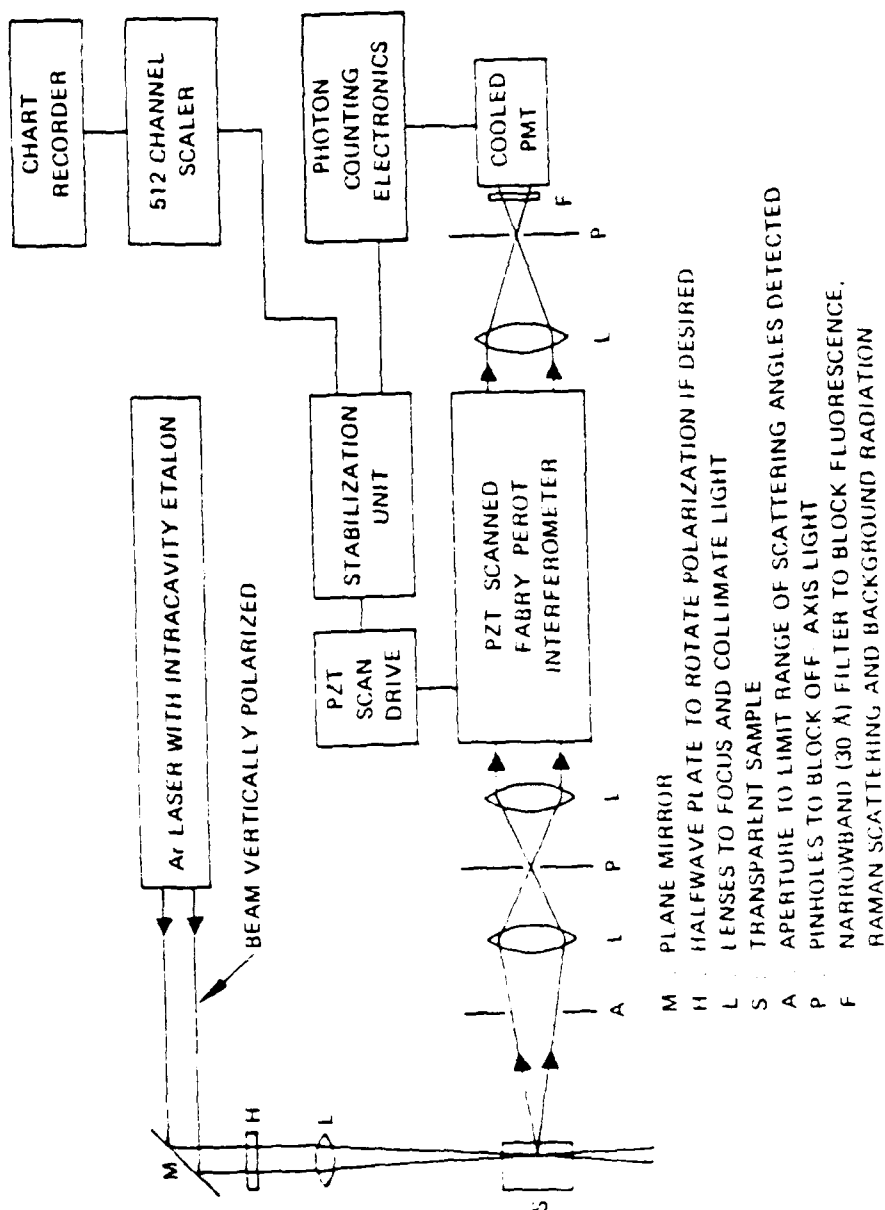 CHART
RECORDER
512 CHANNEL
SCALER
PHOTON
COUNTING
ELECTRONICS
COOLED
PMT
Ar LASER WITH INTRACAVITY ETALON
BEAM VERTICALLY POLARIZED
STABILIZATION
UNIT
PZT
SCAN
DRIVE
PZT SCANNED
FABRY PEROT
INTERFEROMETER
M
H
L
S
A
L
P
L
L
P
F
M PLANE MIRROR
H HALFWAVE PLATE TO ROTATE POLARIZATION IF DESIRED
L LENSES TO FOCUS AND COLLIMATE LIGHT
S TRANSPARENT SAMPLE
A APERTURE TO LIMIT RANGE OF SCATTERING ANGLES DETECTED
P PINHOLES TO BLOCK OFF AXIS LIGHT
F NARROWBAND (30 Å) FILTER TO BLOCK FLUORESCENCE,
RAMAN SCATTERING AND BACKGROUND RADIATION